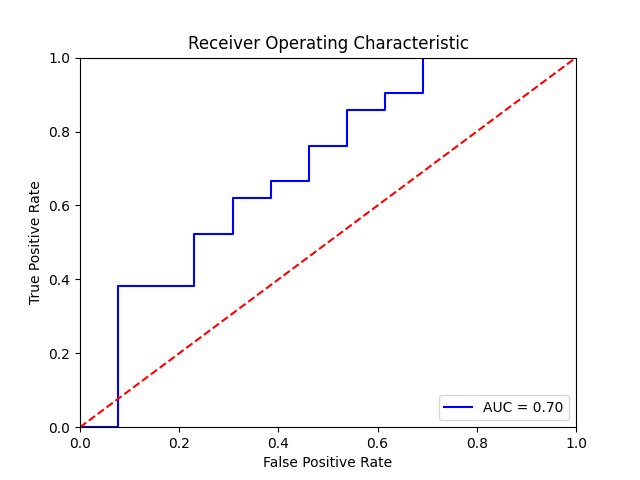 Receiver Operating Characteristic
True Positive Rate
1.0
0.8
0.6
0.4
0.2
0.0
AUC = 0.70
0.0 0.2 0.4 0.6 0.8 1.0
False Positive Rate